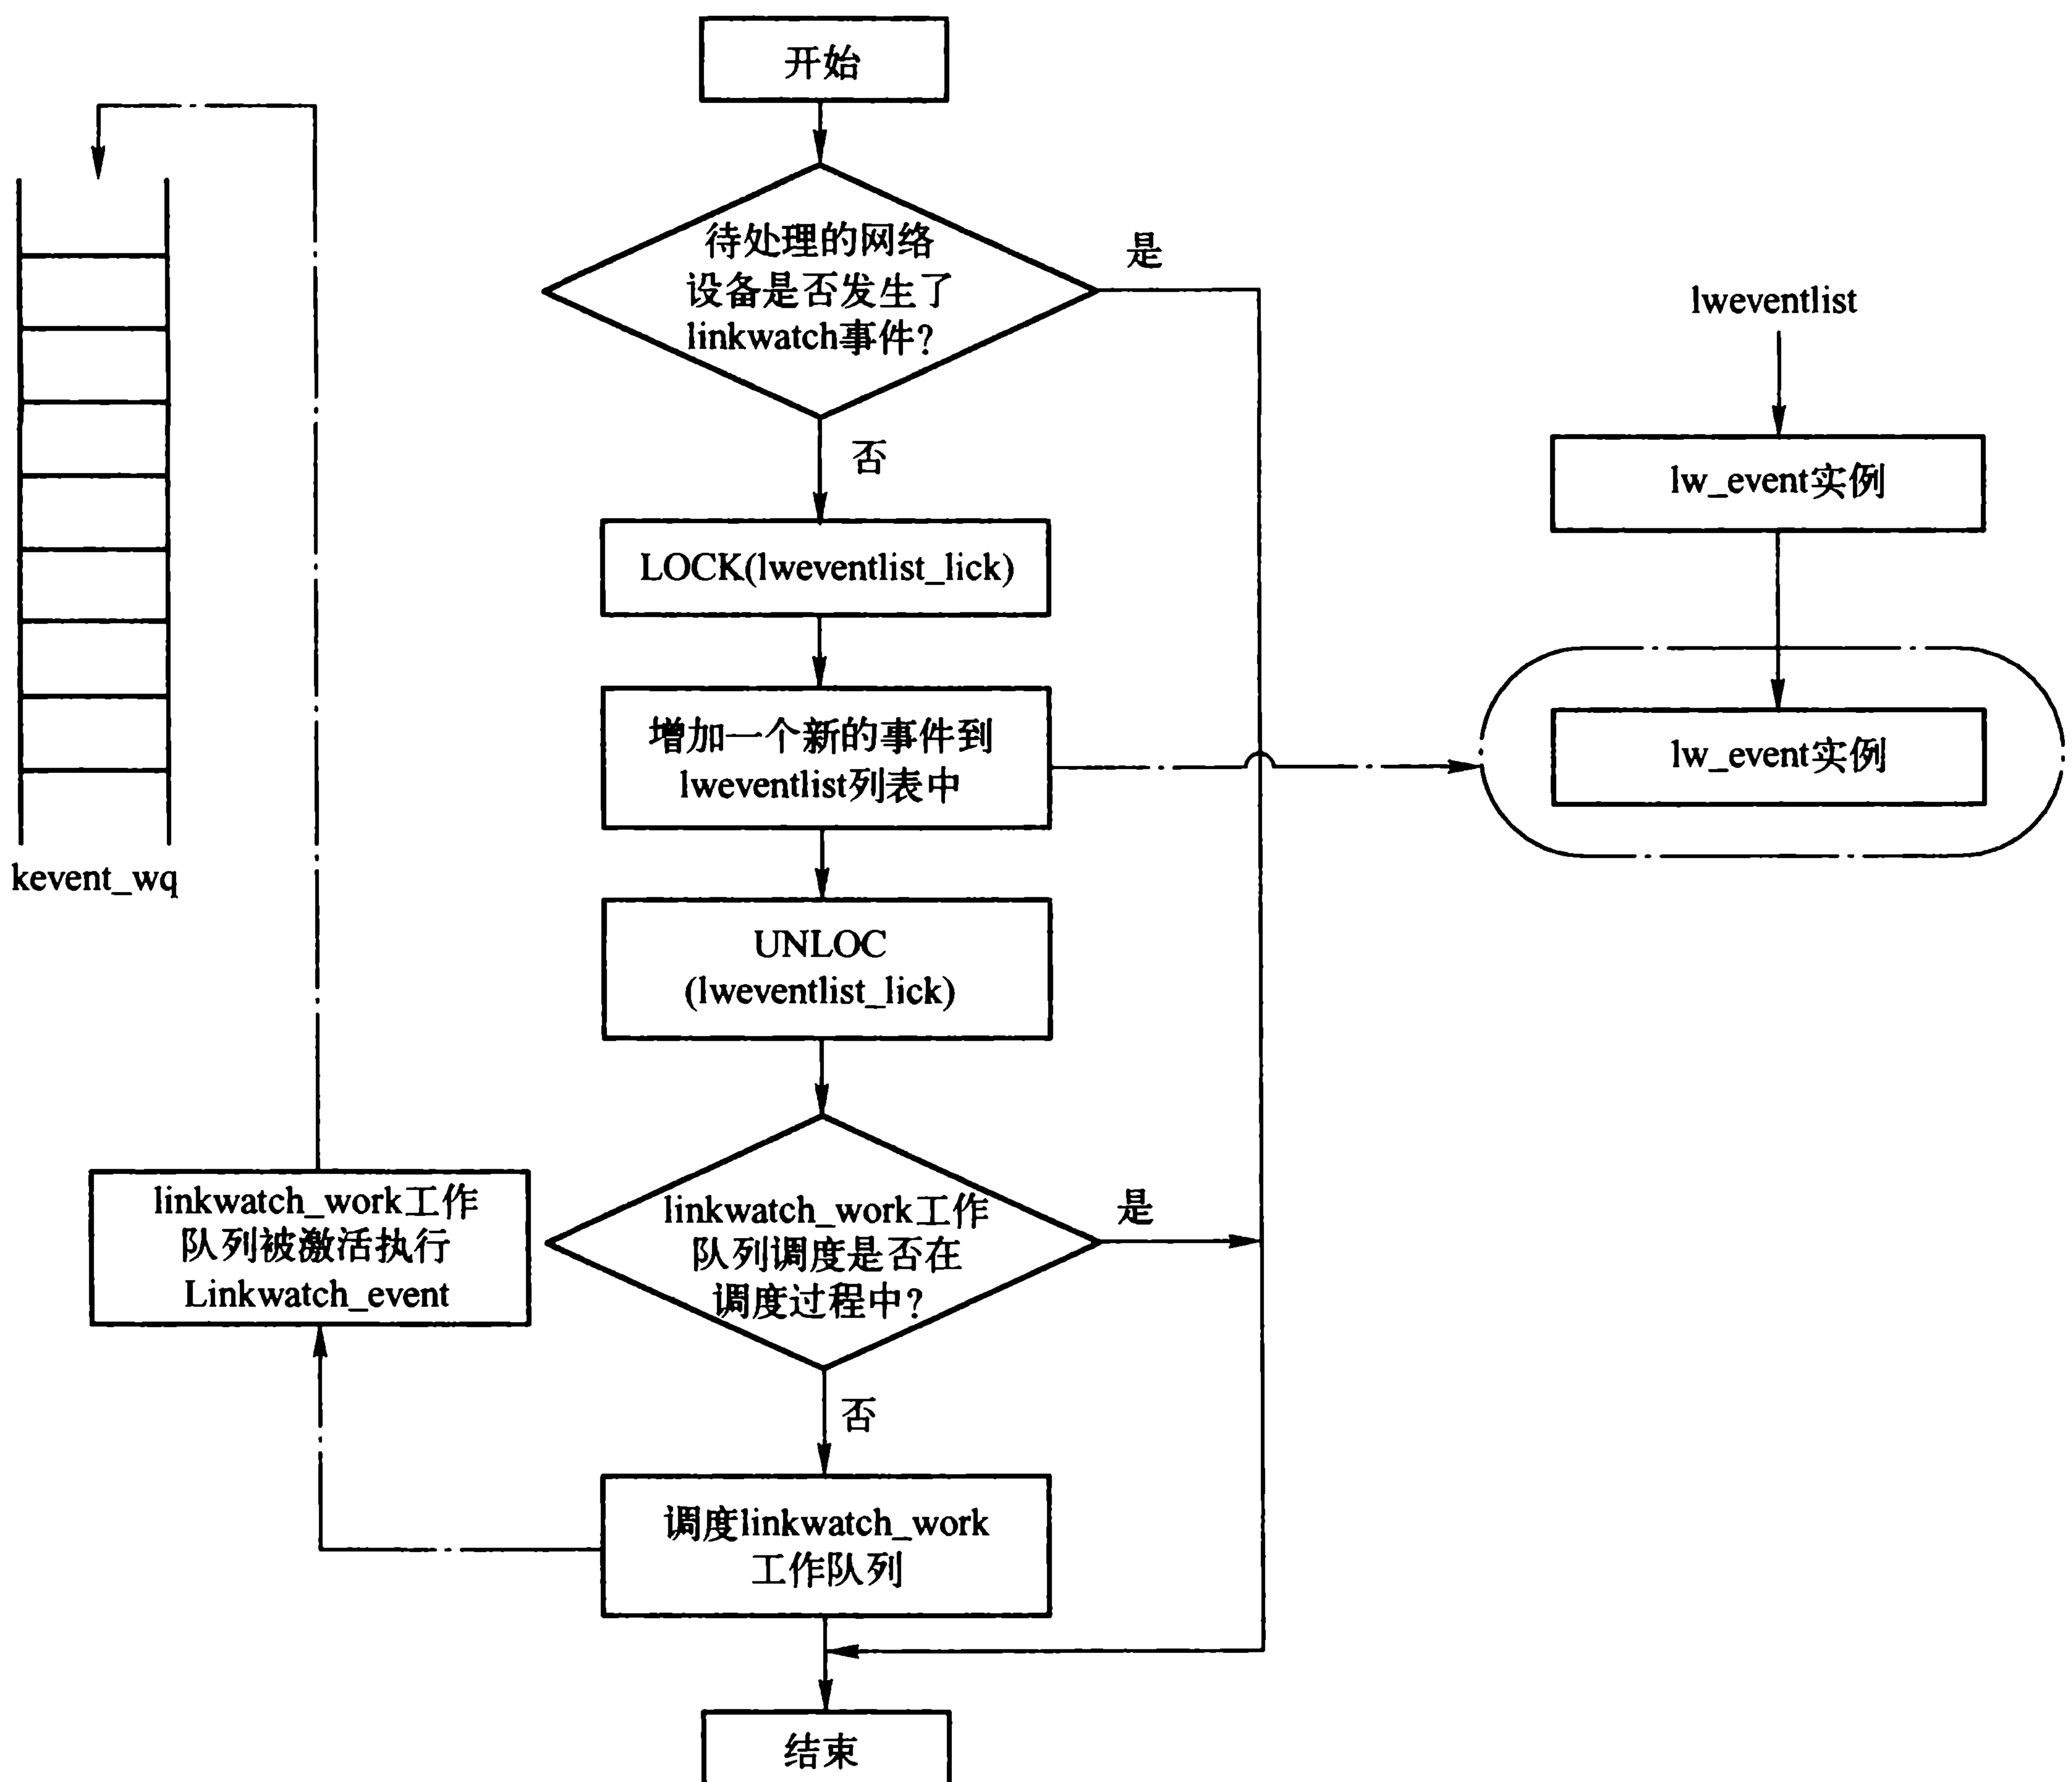 开始
待处理的网络
设备是否发生了
linkwatch事件?
是
否
lweventlist
lw_event实例
LOCK(lweventlist_lick)
增加一个新的事件到
lweventlist列表中
lw_event实例
kevent_wq
UNLOC
(lweventlist_lick)
linkwatch_work工作
队列被激活执行
Linkwatch_event
linkwatch_work工作
队列调度是否在
调度过程中?
是
否
调度linkwatch_work
工作队列
结束